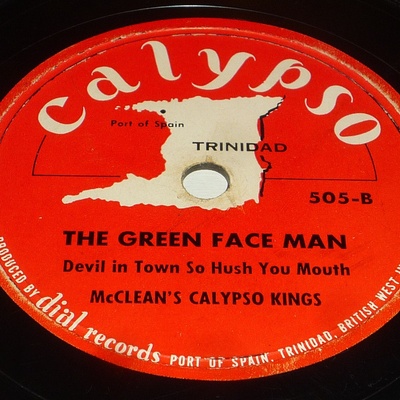 calypso
Port of Spain
TRINIDAD
505-B
THE GREEN FACE MAN
Devil in Town So Hush You Mouth
McCLEAN'S CALYPSO KINGS
PRODUCED BY dial records PORT OF SPAIN, TRINIDAD, BRITISH WEST